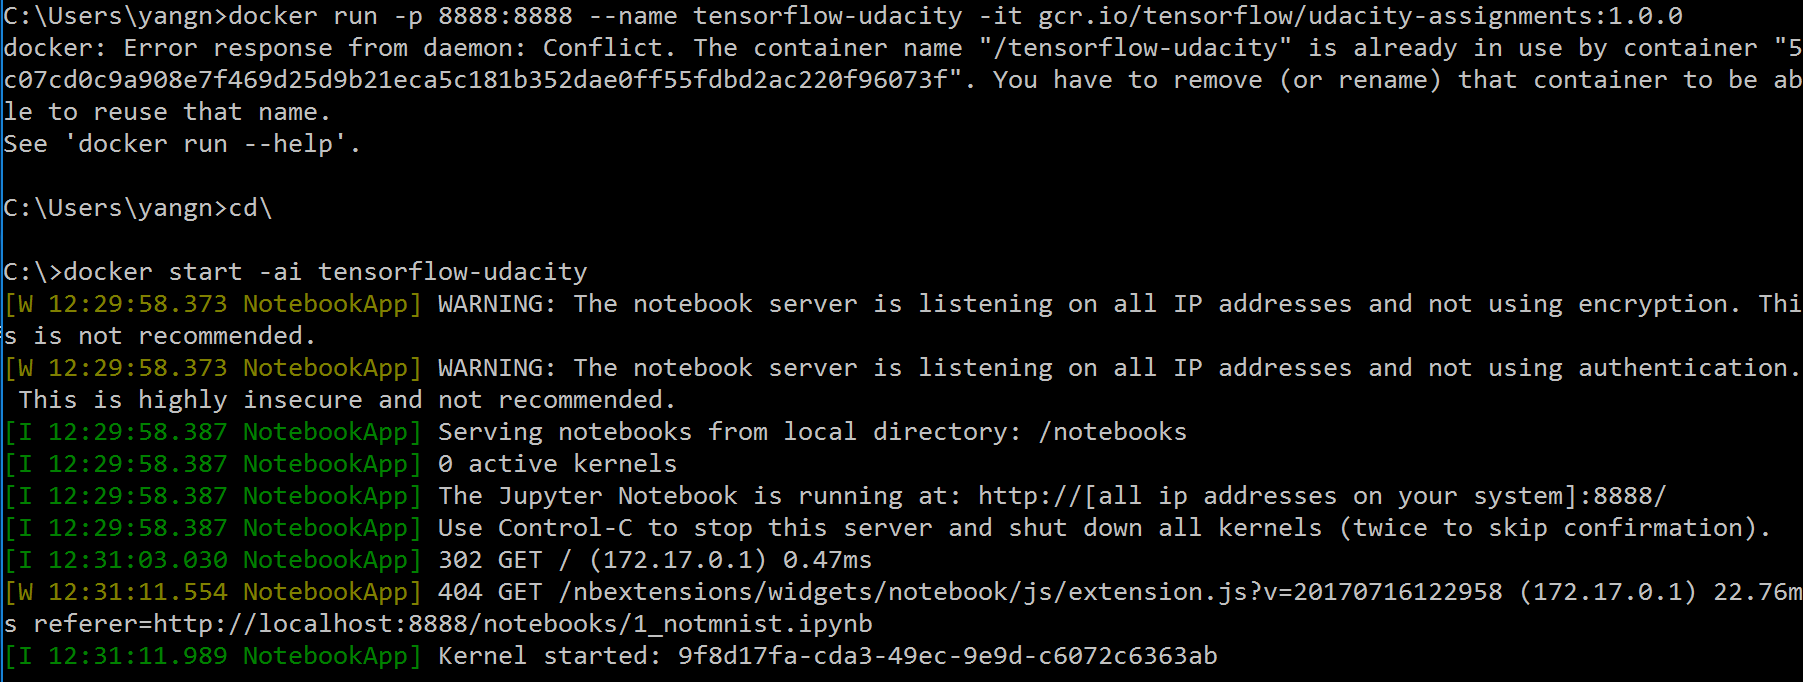 C:\Users\yangn>docker run -p 8888:8888 --name tensorflow-udacity -it gcr.io/tensorflow/udacity-assignments:1.0.0
docker: Error response from daemon: Conflict. The container name "/tensorflow-udacity" is already in use by container "5
c07cd0c9a908e7f469d25d9b21eca5c181b352dae0ff55fdbd2ac220f96073f". You have to remove (or rename) that container to be ab
le to reuse that name.
See 'docker run --help'.
C:\Users\yangn>cd\
C:\>docker start -ai tensorflow-udacity
[W 12:29:58.373 NotebookApp] WARNING: The notebook server is listening on all IP addresses and not using encryption. Thi
s is not recommended.
[W 12:29:58.373 NotebookApp] WARNING: The notebook server is listening on all IP addresses and not using authentication.
 This is highly insecure and not recommended.
[I 12:29:58.387 NotebookApp] Serving notebooks from local directory: /notebooks
[I 12:29:58.387 NotebookApp] 0 active kernels
[I 12:29:58.387 NotebookApp] The Jupyter Notebook is running at: http://[all ip addresses on your system]:8888/
[I 12:29:58.387 NotebookApp] Use Control-C to stop this server and shut down all kernels (twice to skip confirmation).
[I 12:31:03.030 NotebookApp] 302 GET / (172.17.0.1) 0.47ms
[W 12:31:11.554 NotebookApp] 404 GET /nbextensions/widgets/notebook/js/extension.js?v=20170716122958 (172.17.0.1) 22.76m
s referer=http://localhost:8888/notebooks/1_notmnist.ipynb
[I 12:31:11.989 NotebookApp] Kernel started: 9f8d17fa-cda3-49ec-9e9d-c6072c6363ab